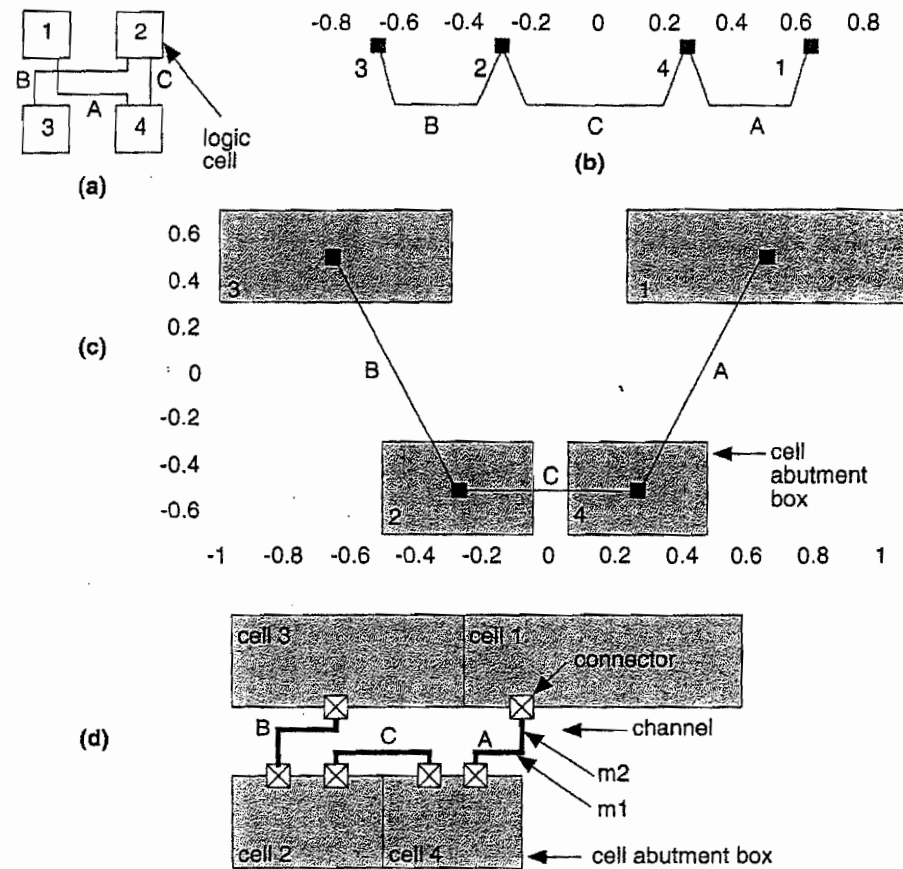 1 2
B C
A
3 4
logic
cell
(a)
-0.8 -0.6 -0.4 -0.2 0 0.2 0.4 0.6 0.8
3 2 4 1
B C A
(b)
0.6
0.4
0.2
0
-0.2
-0.4
-0.6
(c)
3 1
B A
C
2 4
cell
abutment
box
-1 -0.8 -0.6 -0.4 -0.2 0 0.2 0.4 0.6 0.8 1
cell 3 cell 1
connector
B C A
channel
(d)
m2
m1
cell 2 cell 4
cell abutment box